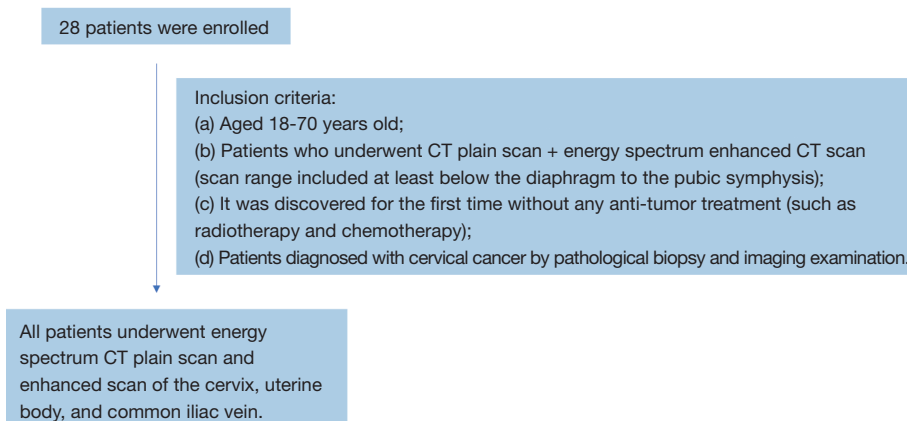 28 patients were enrolled
Inclusion criteria:
(a) Aged 18-70 years old;
(b) Patients who underwent CT plain scan + energy spectrum enhanced CT scan
(scan range included at least below the diaphragm to the pubic symphysis);
(c) It was discovered for the first time without any anti-tumor treatment (such as
radiotherapy and chemotherapy);
(d) Patients diagnosed with cervical cancer by pathological biopsy and imaging examination.
All patients underwent energy
spectrum CT plain scan and
enhanced scan of the cervix, uterine
body, and common iliac vein.